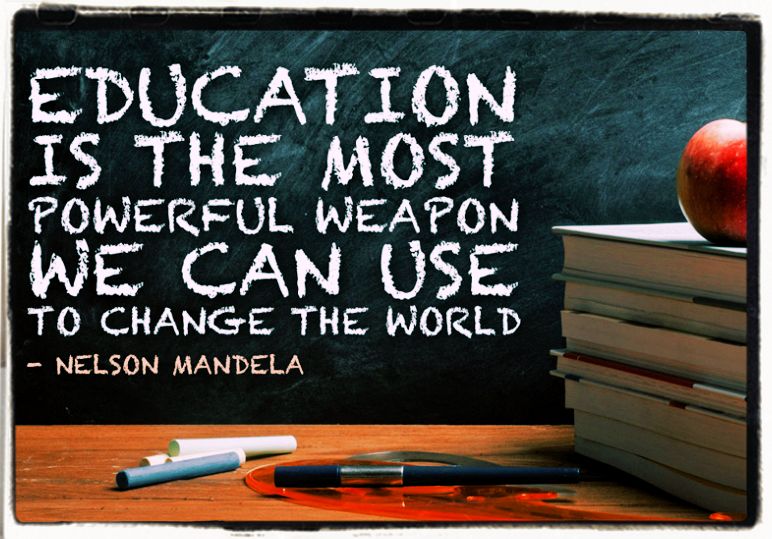 EDUCATION
IS THE MOST
POWERFUL WEAPON
WE CAN USE
TO CHANGE THE WORLD
- NELSON MANDELA